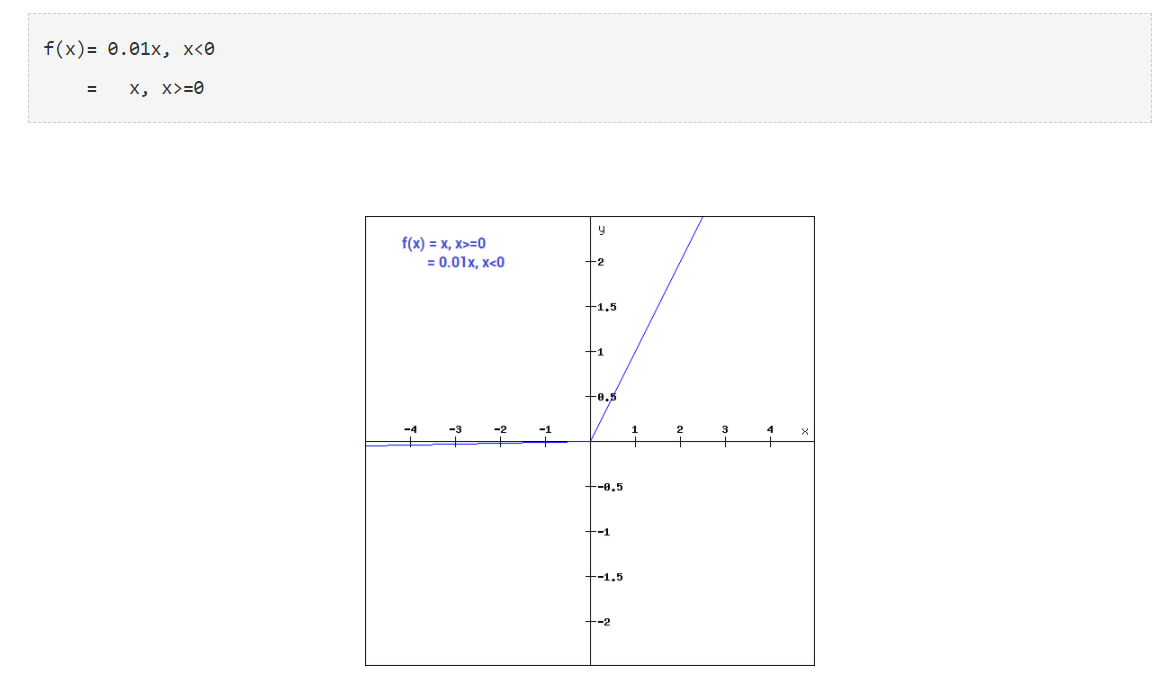 f(x)= 0.01x, x<0
=   x, x>=0
f(x) = x, x>=0
= 0.01x, x<0
y
2
1.5
1
0.5
-4 -3 -2 -1 1 2 3 4 x
-0.5
-1
-1.5
-2